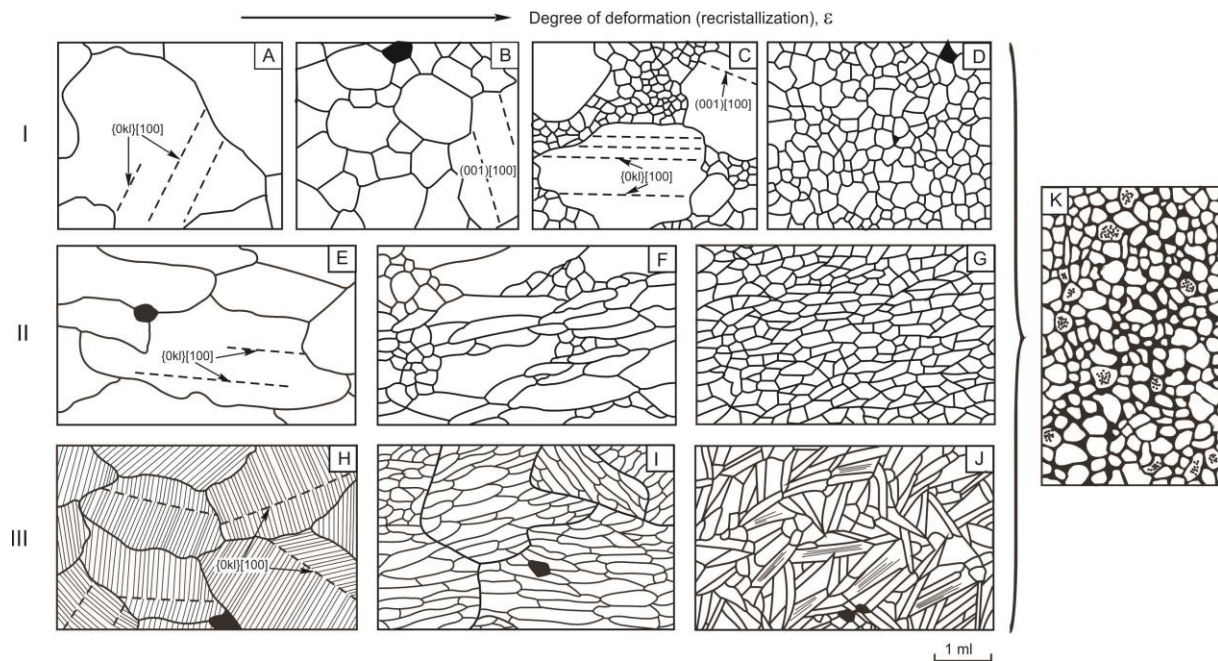 Degree of deformation (recristallization), ε
I
A
{0kl}[100]
B
(001)[100]
C
(001)[100]
{0kl}[100]
D
II
E
{0kl}[100]
F
G
III
H
{0kl}[100]
I
J
K
1 ml